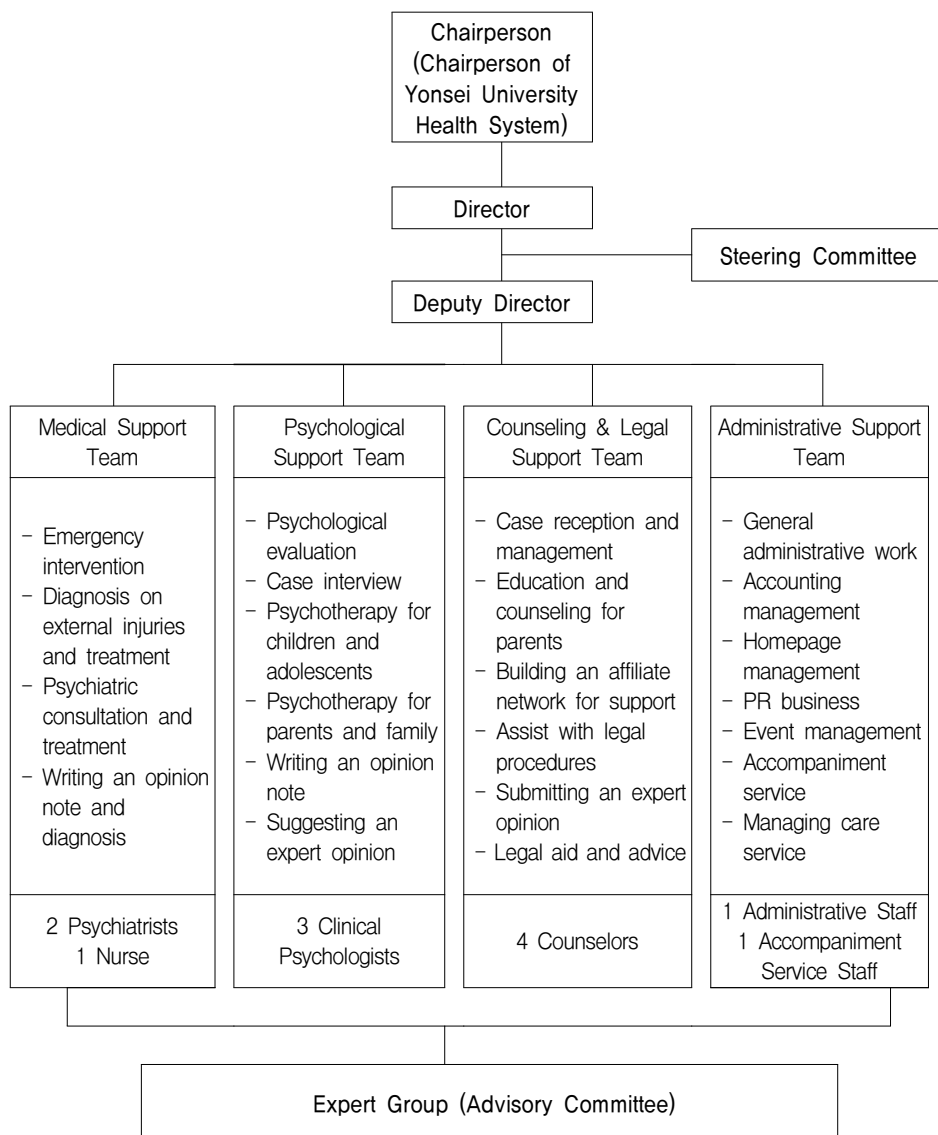 Chairperson
(Chairperson of
Yonsei University
Health System)
Director
Steering Committee
Deputy Director
Medical Support
Team
- Emergency
intervention
- Diagnosis on
external injuries
and treatment
- Psychiatric
consultation and
treatment
- Writing an opinion
note and
diagnosis
2 Psychiatrists
1 Nurse
Psychological
Support Team
- Psychological
evaluation
- Case interview
- Psychotherapy for
children and
adolescents
- Psychotherapy for
parents and family
- Writing an opinion
note
- Suggesting an
expert opinion
3 Clinical
Psychologists
Counseling & Legal
Support Team
- Case reception and
management
- Education and
counseling for
parents
- Building an affiliate
network for support
- Assist with legal
procedures
- Submitting an expert
opinion
- Legal aid and advice
4 Counselors
Administrative Support
Team
- General
administrative work
- Accounting
management
- Homepage
management
- PR business
- Event management
- Accompaniment
service
- Managing care
service
1 Administrative Staff
1 Accompaniment
Service Staff
Expert Group (Advisory Committee)